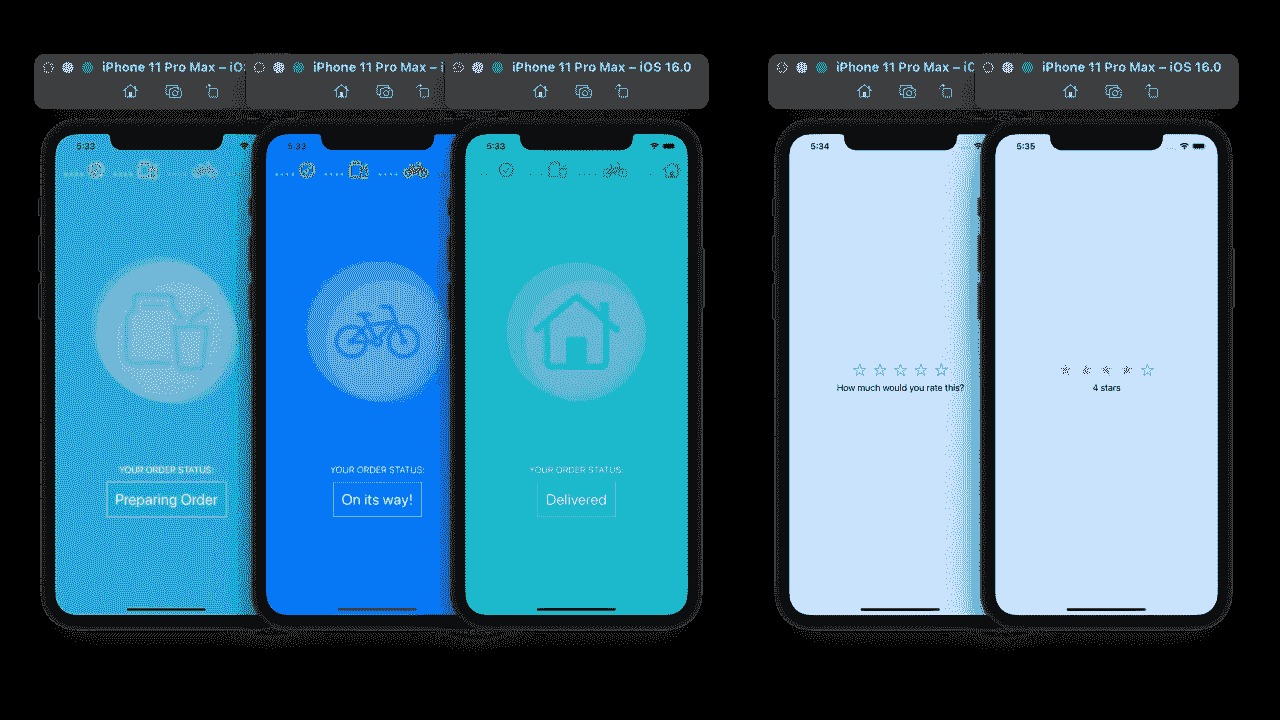 iPhone 11 Pro Max – iOS
iPhone 11 Pro Max – i
iPhone 11 Pro Max – iOS 16.0
5:33
YOUR ORDER STATUS:
Preparing Order
5:33
YOUR ORDER STATUS:
On its way!
5:33
YOUR ORDER STATUS:
Delivered
iPhone 11 Pro Max – iO
iPhone 11 Pro Max – iOS 16.0
5:34
How much would you rate this?
5:35
4 stars